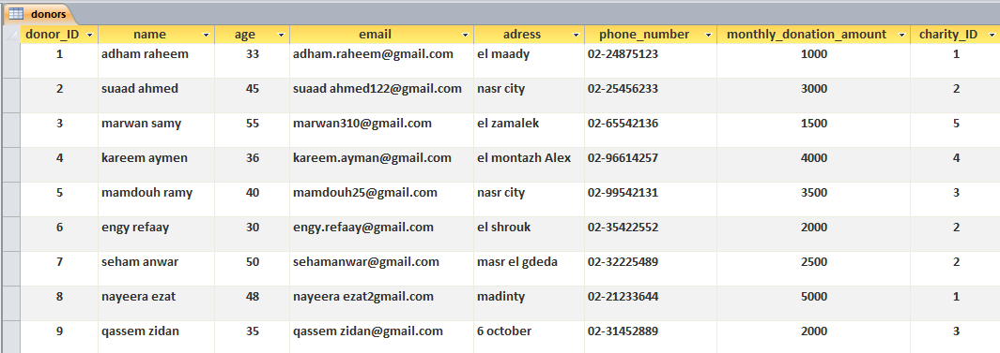 donors
donor_ID name age email adress phone_number monthly_donation_amount charity_ID
1 adham raheem 33 adham.raheem@gmail.com el maady 02-24875123 1000 1
2 suaad ahmed 45 suaad ahmed122@gmail.com nasr city 02-25456233 3000 2
3 marwan samy 55 marwan310@gmail.com el zamalek 02-65542136 1500 5
4 kareem aymen 36 kareem.ayman@gmail.com el montazh Alex 02-96614257 4000 4
5 mamdouh ramy 40 mamdouh25@gmail.com nasr city 02-99542131 3500 3
6 engy refaay 30 engy.refaay@gmail.com el shrouk 02-35422552 2000 2
7 seham anwar 50 sehamanwar@gmail.com masr el gdeda 02-32225489 2500 2
8 nayeera ezat 48 nayeera ezat2gmail.com madinty 02-21233644 5000 1
9 qassem zidan 35 qassem zidan@gmail.com 6 october 02-31452889 2000 3